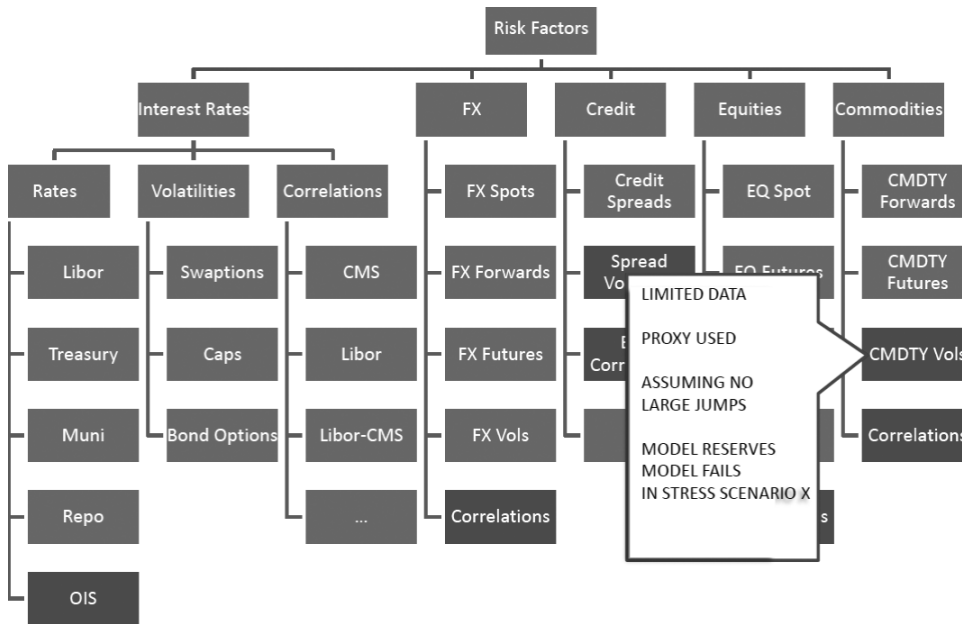 Risk Factors
Interest Rates
FX
Credit
Equities
Commodities
Rates
Volatilities
Correlations
Libor
Treasury
Muni
Repo
OIS
Swaptions
Caps
Bond Options
CMS
Libor
Libor-CMS
...
FX Spots
FX Forwards
FX Futures
FX Vols
Correlations
Credit
Spreads
Spread
EQ Spot
EQ Futures
CMDTY
Forwards
CMDTY
Futures
CMDTY Vols
Correlations
LIMITED DATA
PROXY USED
ASSUMING NO
LARGE JUMPS
MODEL RESERVES
MODEL FAILS
IN STRESS SCENARIO X